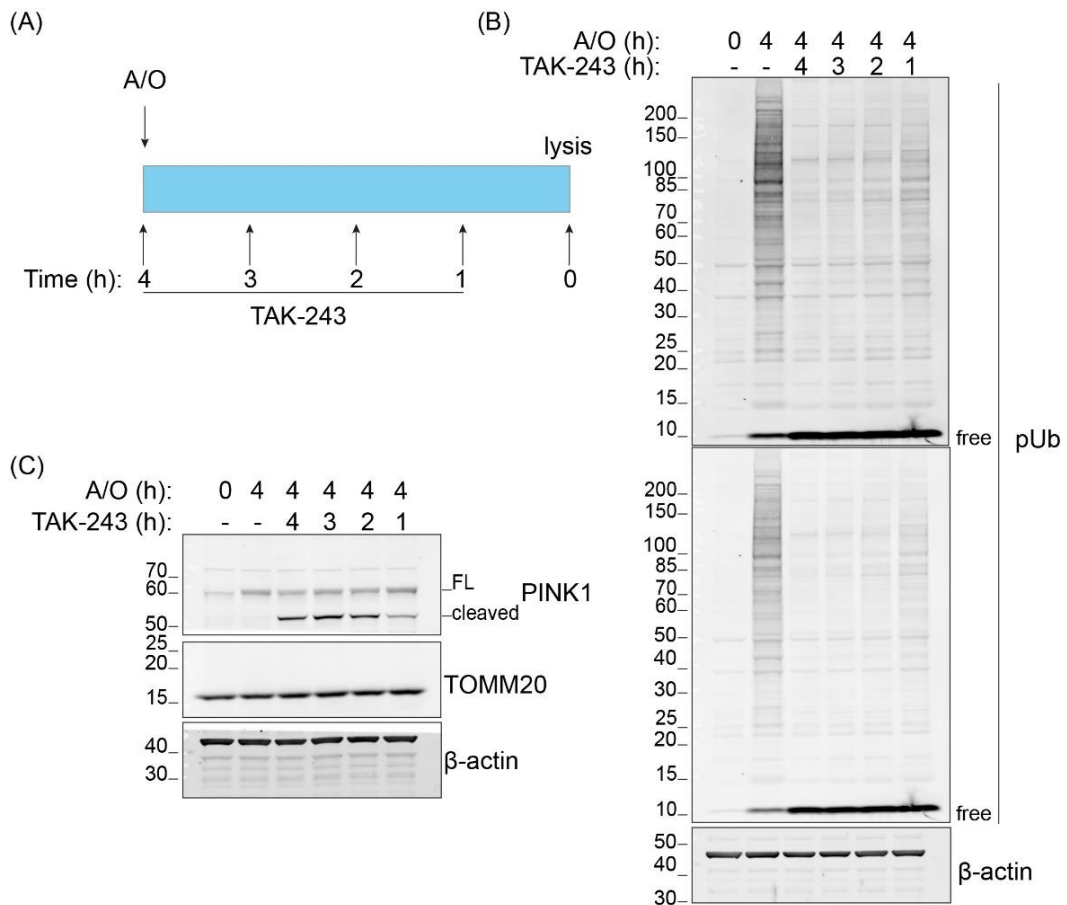 (A)
A/O
lysis
Time (h): 4 3 2 1 0
TAK-243
(B)
A/O (h): 0 4 4 4 4 4
TAK-243 (h): - - 4 3 2 1
200
150
100
85
70
60
50
40
30
25
20
15
10
free
pUb
200
150
100
85
70
60
50
40
30
20
15
10
free
50
40
30
β-actin
(C)
A/O (h): 0 4 4 4 4 4
TAK-243 (h): - - 4 3 2 1
70
60
50
FL
cleaved
PINK1
25
20
15
TOMM20
40
30
β-actin